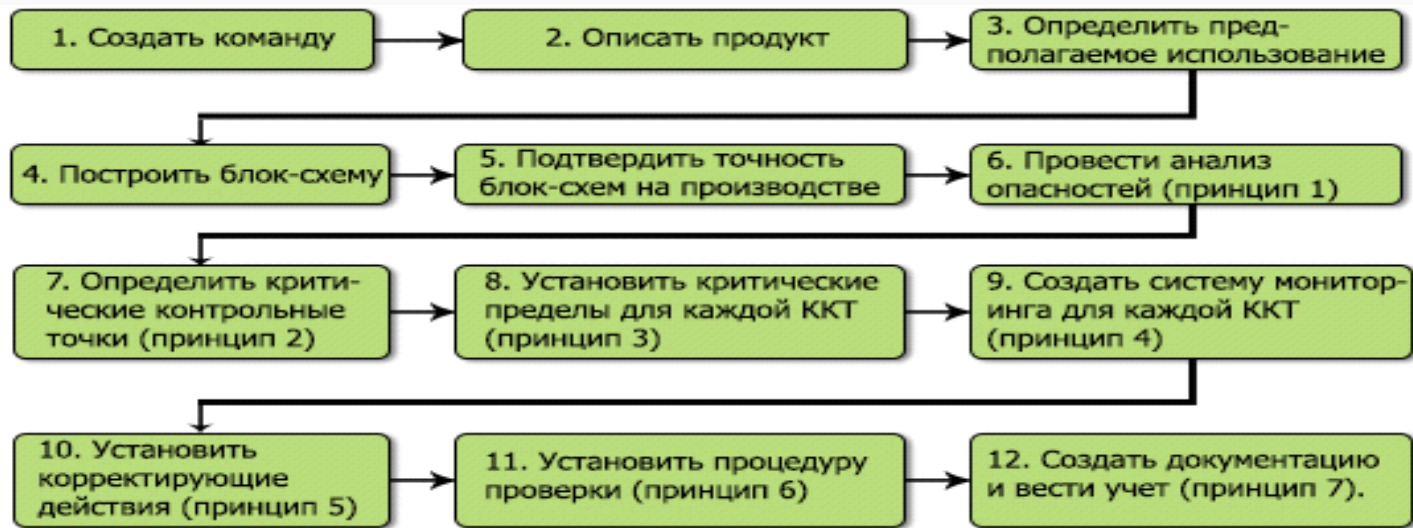 1. Создать команду
2. Описать продукт
3. Определить пред-
полагаемое использование
4. Построить блок-схему
5. Подтвердить точность
блок-схем на производстве
6. Провести анализ
опасностей (принцип 1)
7. Определить крити-
ческие контрольные
точки (принцип 2)
8. Установить критические
пределы для каждой ККТ
(принцип 3)
9. Создать систему монитор-
инга для каждой ККТ
(принцип 4)
10. Установить
корректирующие
действия (принцип 5)
11. Установить процедуру
проверки (принцип 6)
12. Создать документацию
и вести учет (принцип 7).